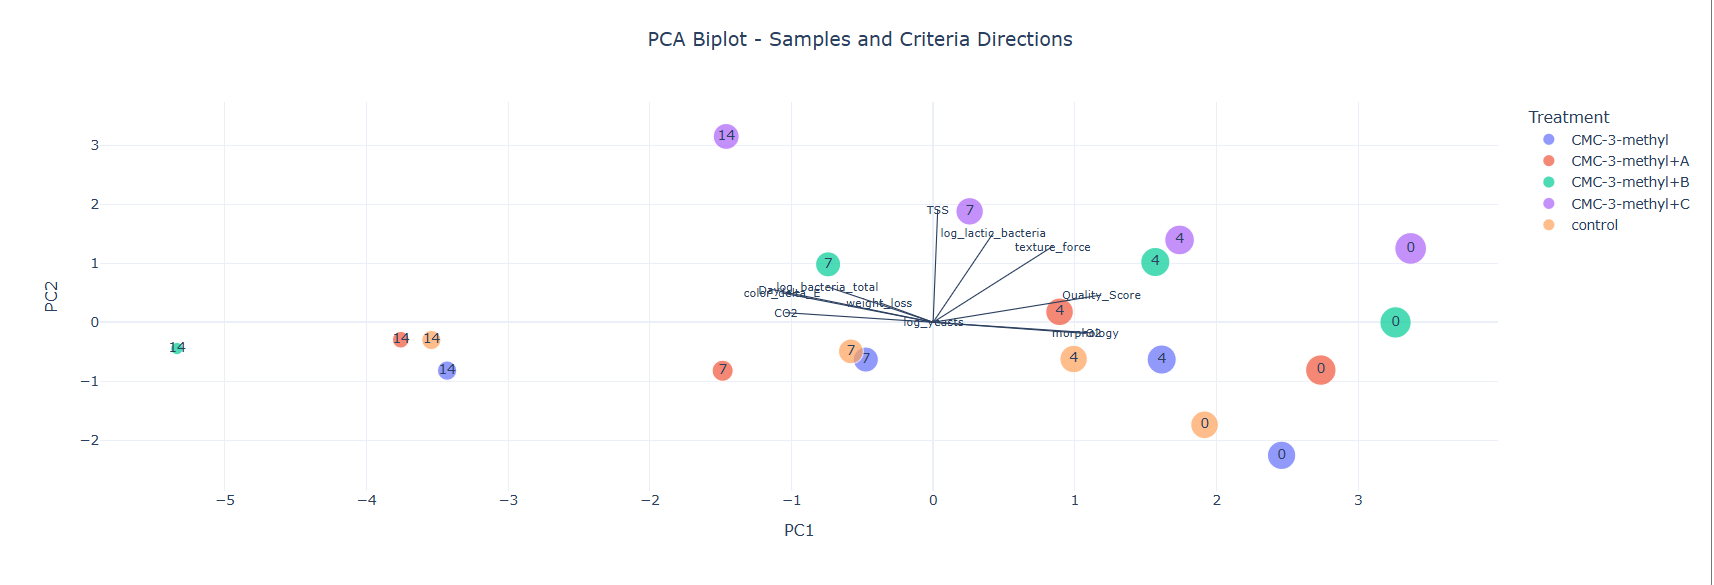 PCA Biplot - Samples and Criteria Directions
Treatment
CMC-3-methyl
CMC-3-methyl+A
CMC-3-methyl+B
CMC-3-methyl+C
control
3
2
1
0
−1
−2
PC2
14
7
TSS
log_lactic_bacteria
texture_force
4
0
7
4
log_bacteria_total
color_delta_E
weight_loss
Quality_Score
CO2
4
log_yeasts
0
morphology
O2
14
14
14
14
7
7
7
4
4
0
0
0
−5
−4
−3
−2
−1
0
1
2
3
PC1